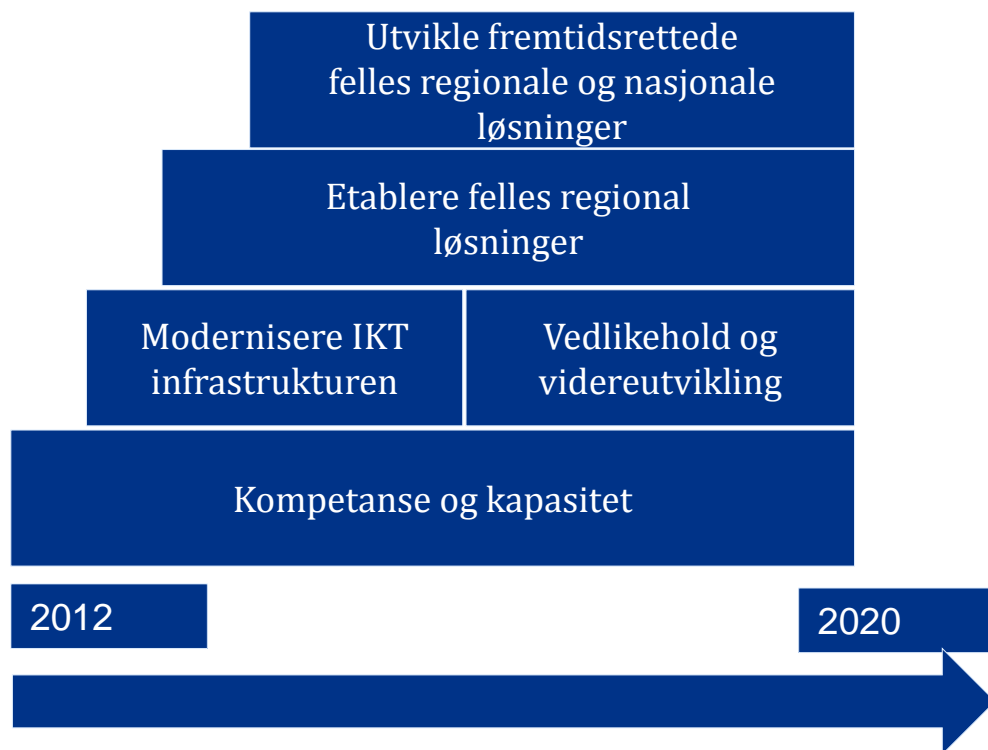 Utvikle fremtidsrettede
felles regionale og nasjonale
løsninger
Etablere felles regional
løsninger
Modernisere IKT
infrastrukturen
Vedlikehold og
videreutvikling
Kompetanse og kapasitet
2012
2020